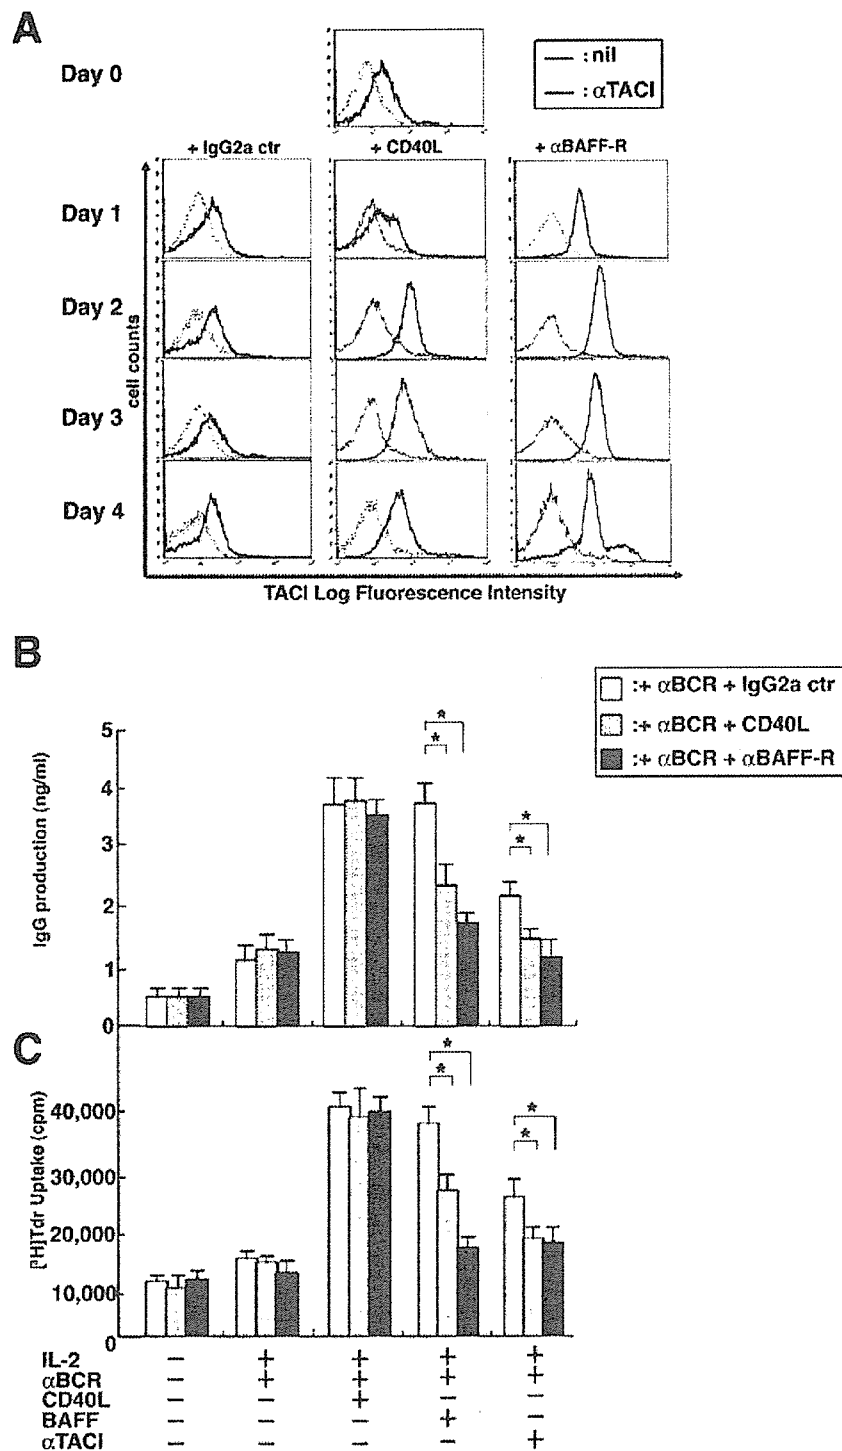 A
Day 0
— : nil
— : αTACI
+ IgG2a ctr + CD40L + αBAFF-R
Day 1
Day 2
Day 3
Day 4
cell counts
TACI Log Fluorescence Intensity
B
:+ αBCR + IgG2a ctr
:+ αBCR + CD40L
:+ αBCR + αBAFF-R
IgG production (ng/ml)
5
4
3
2
1
0
* * * *
C
[³H]Tdr Uptake (cpm)
40,000
30,000
20,000
10,000
0
* * * *
IL-2 − + + + +
αBCR − + + + +
CD40L − − + − −
BAFF − − − + −
αTACI − − − − +